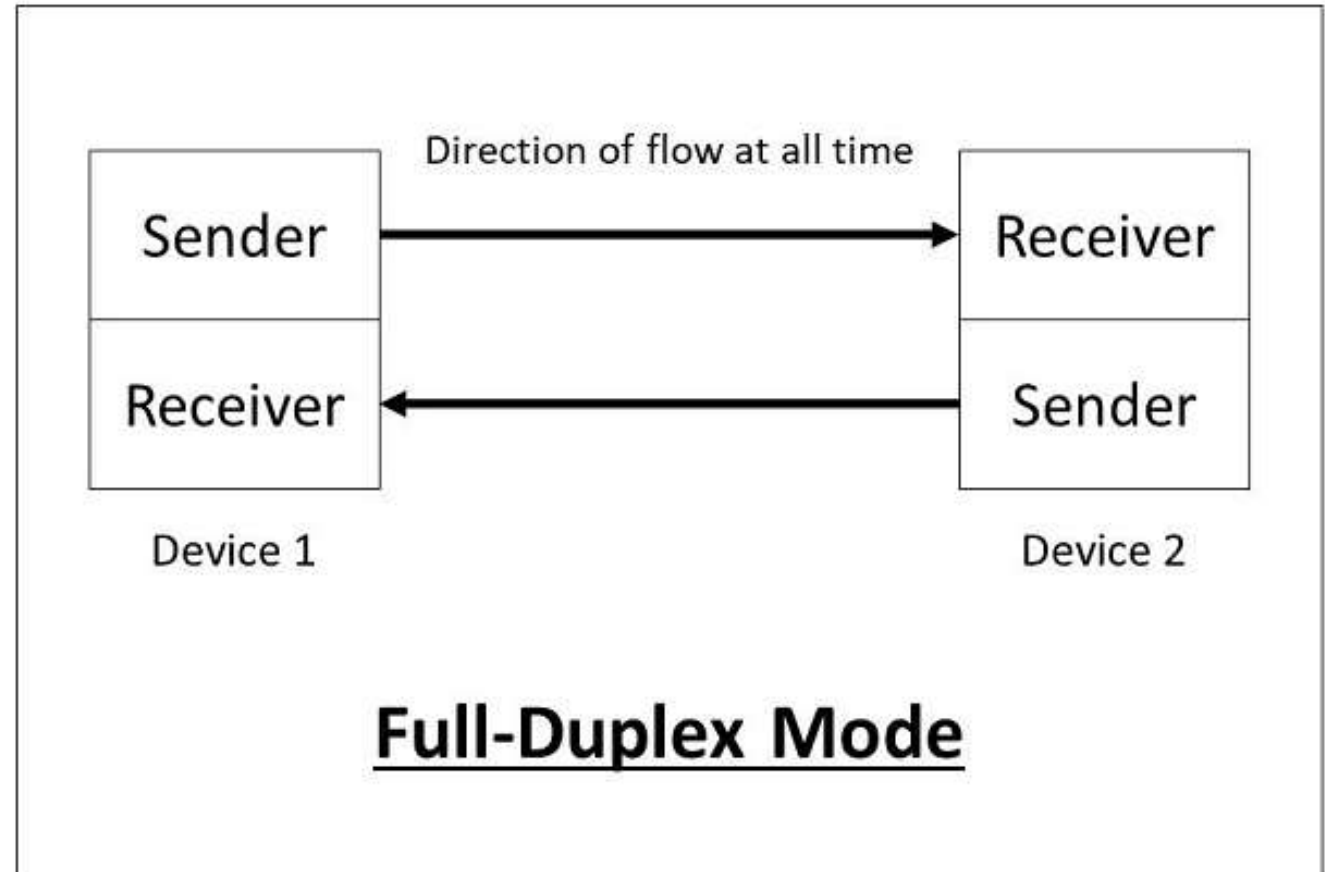 Direction of flow at all time
Sender
Receiver
Receiver
Sender
Device 1
Device 2
Full-Duplex Mode